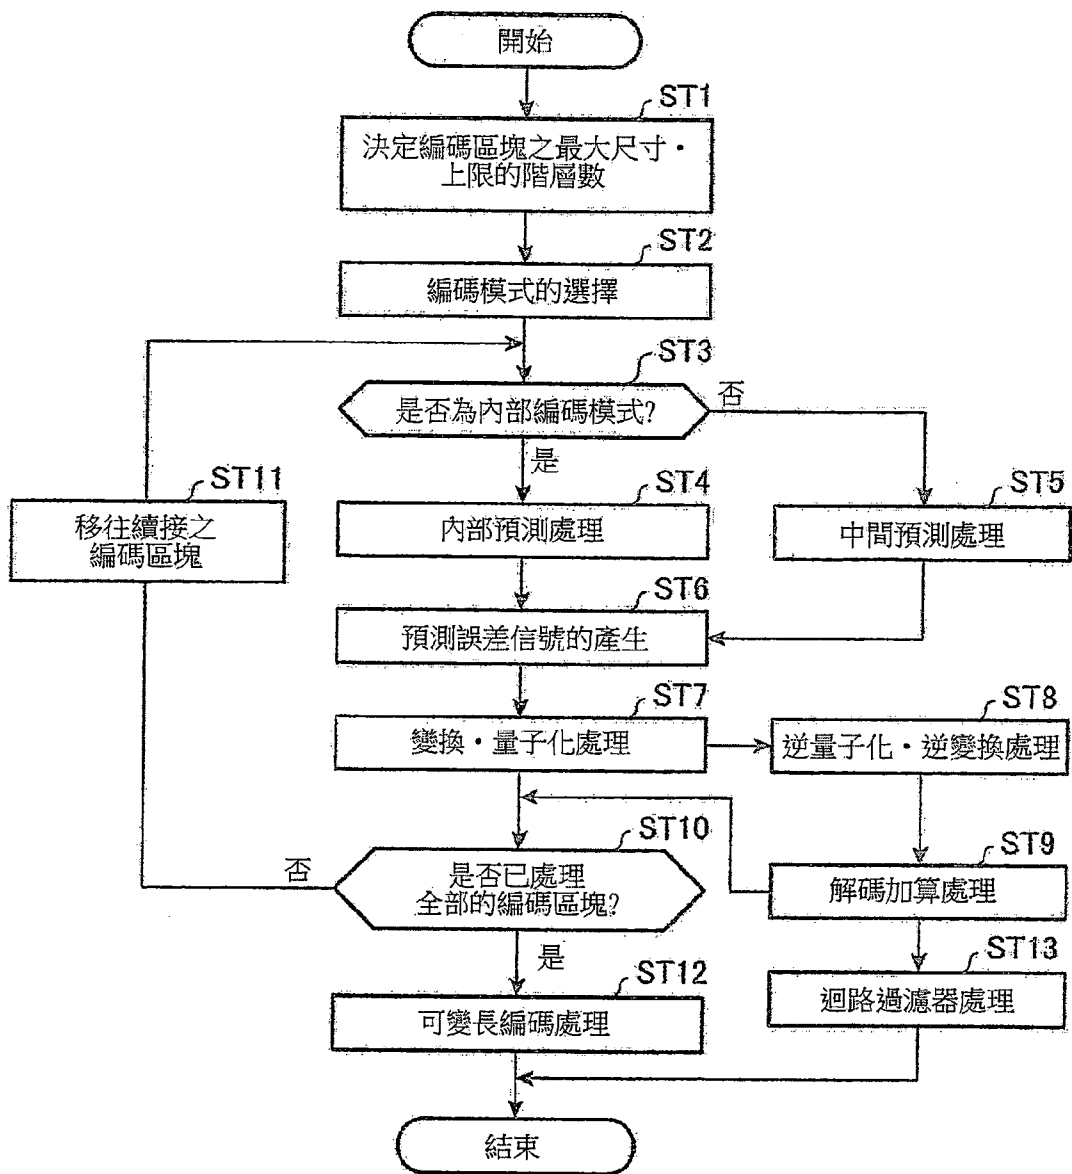 開始
ST1
決定編碼區塊之最大尺寸・
上限的階層數
ST2
編碼模式的選擇
ST3
是否為內部編碼模式?
否
是
ST11
移往續接之
編碼區塊
ST4
內部預測處理
ST5
中間預測處理
ST6
預測誤差信號的產生
ST7
變換・量子化處理
ST8
逆量子化・逆變換處理
ST10
是否已處理
全部的編碼區塊?
否
是
ST9
解碼加算處理
ST12
可變長編碼處理
ST13
迴路過濾器處理
結束